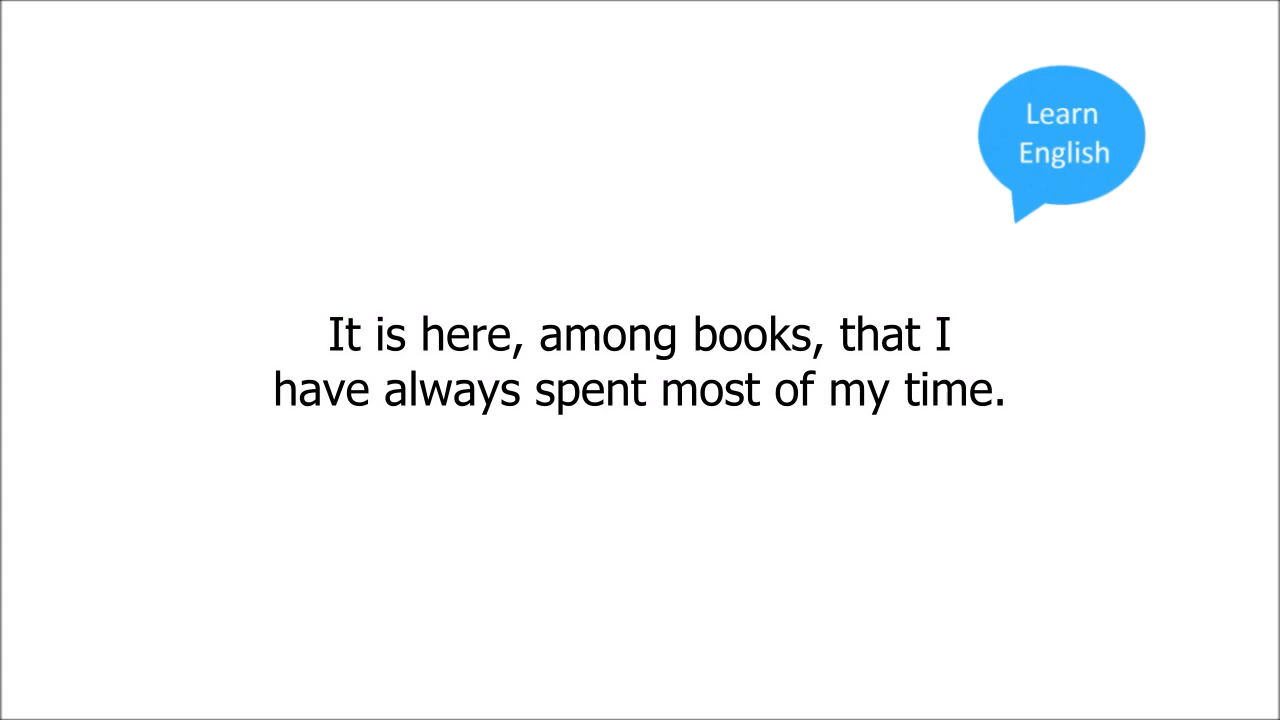 Learn
English
It is here, among books, that I
have always spent most of my time.